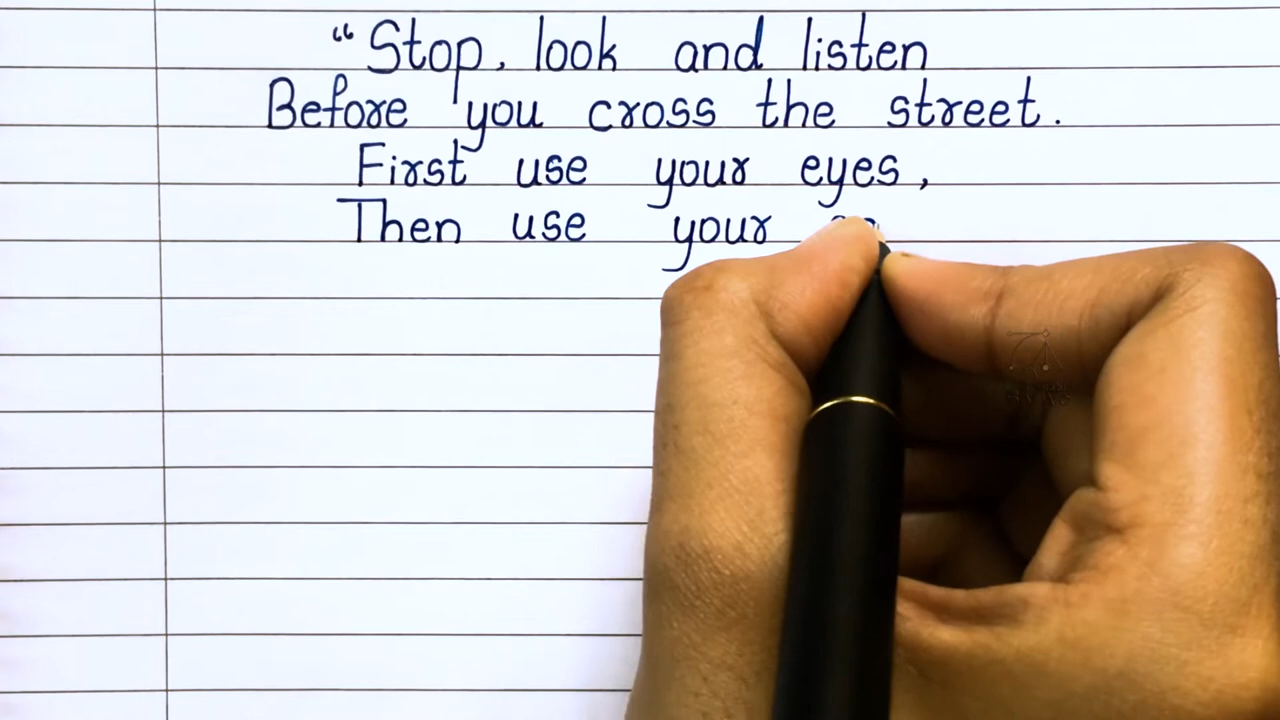 “Stop, look and listen
Before you cross the street.
First use your eyes,
Then use your